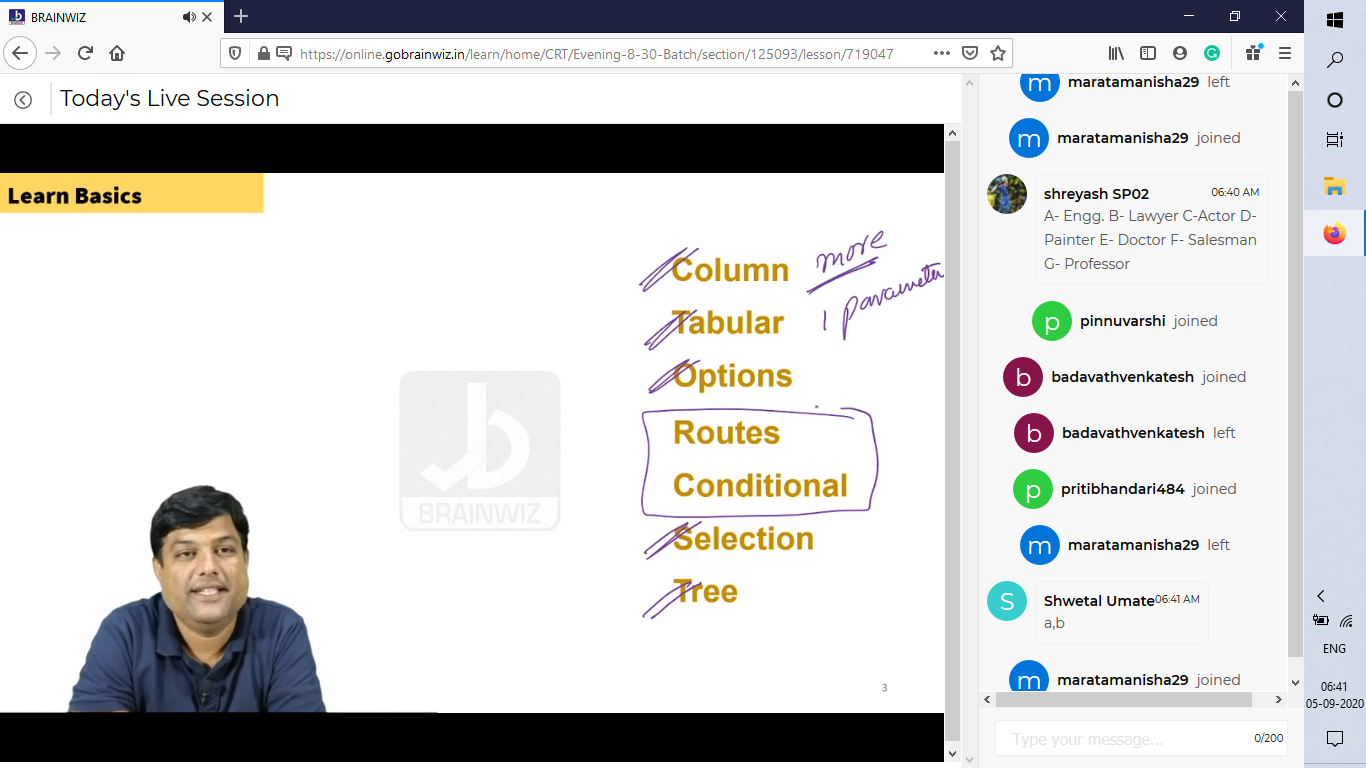 BRAINWIZ
https://online.gobrainwiz.in/learn/home/CRT/Evening-8-30-Batch/section/125093/lesson/719047
Today's Live Session
Learn Basics
Column
more
Tabular
1 parameter
Options
Routes
Conditional
Selection
Tree
BRAINWIZ
3
m maratamanisha29 left
m maratamanisha29 joined
shreyash SP02 06:40 AM
A- Engg. B- Lawyer C-Actor D-
Painter E- Doctor F- Salesman
G- Professor
p pinnuvarshi joined
b badavathvenkatesh joined
b badavathvenkatesh left
p pritibhandari484 joined
m maratamanisha29 left
S Shwetal Umate 06:41 AM
a,b
m maratamanisha29 joined
Type your message... 0/200
ENG
06:41
05-09-2020